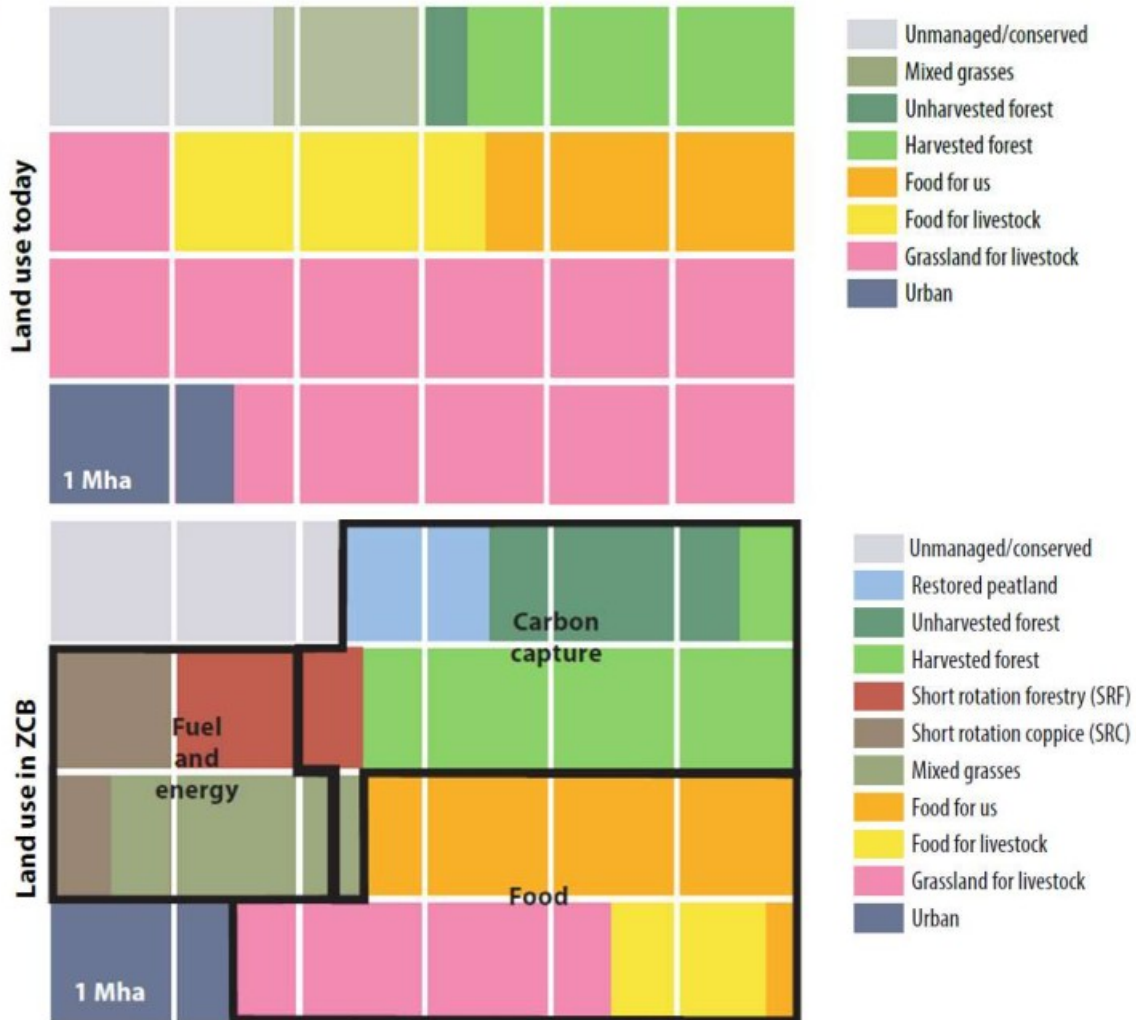 Land use today
1 Mha
Unmanaged/conserved
Mixed grasses
Unharvested forest
Harvested forest
Food for us
Food for livestock
Grassland for livestock
Urban
Land use in ZCB
Carbon
capture
Fuel
and
energy
Food
1 Mha
Unmanaged/conserved
Restored peatland
Unharvested forest
Harvested forest
Short rotation forestry (SRF)
Short rotation coppice (SRC)
Mixed grasses
Food for us
Food for livestock
Grassland for livestock
Urban